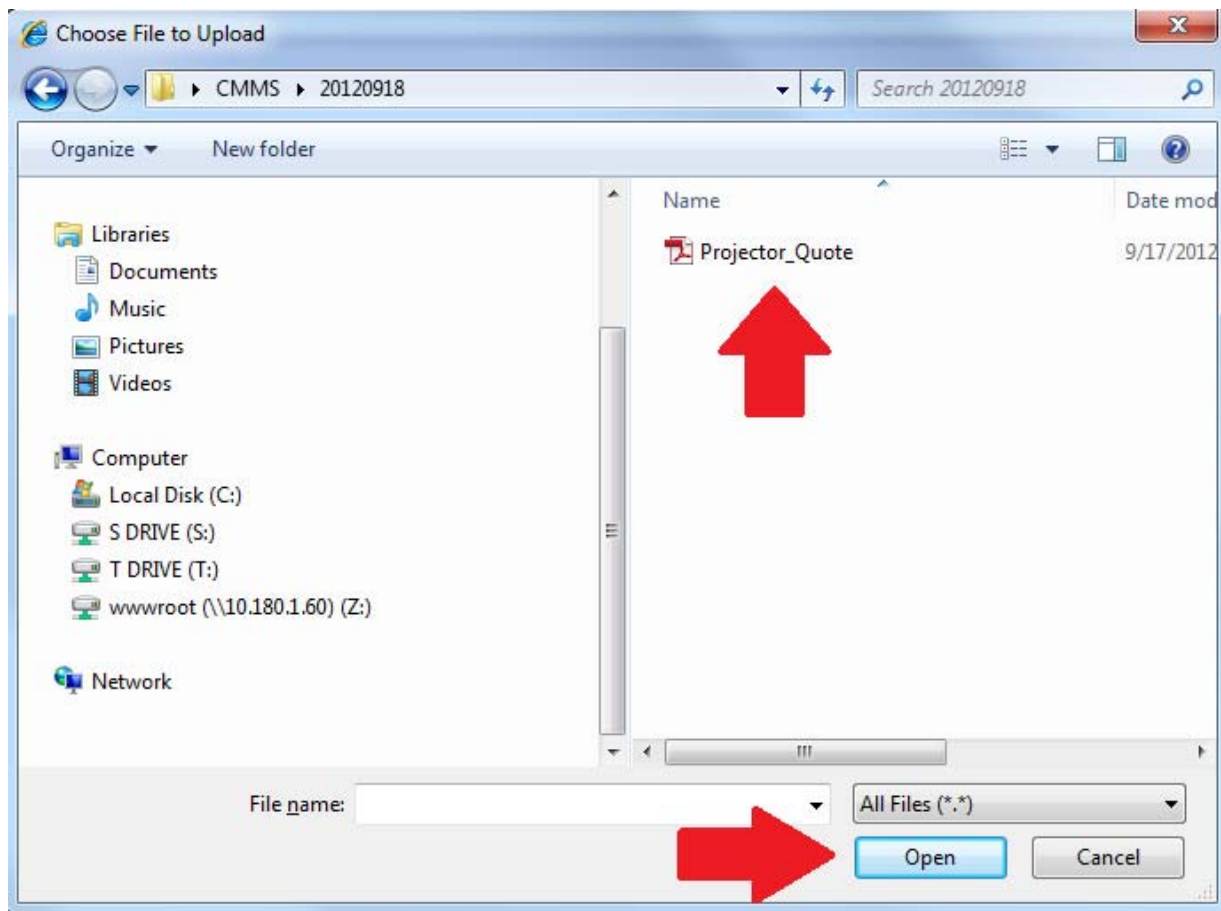 Choose File to Upload
CMMS 20120918
Search 20120918
Organize New folder
Name Date mod
Libraries
Documents
Music
Pictures
Videos
Computer
Local Disk (C:)
S DRIVE (S:)
T DRIVE (T:)
wwwroot (\\10.180.1.60) (Z:)
Network
Projector_Quote 9/17/2012
File name:
All Files (*.*)
Open Cancel